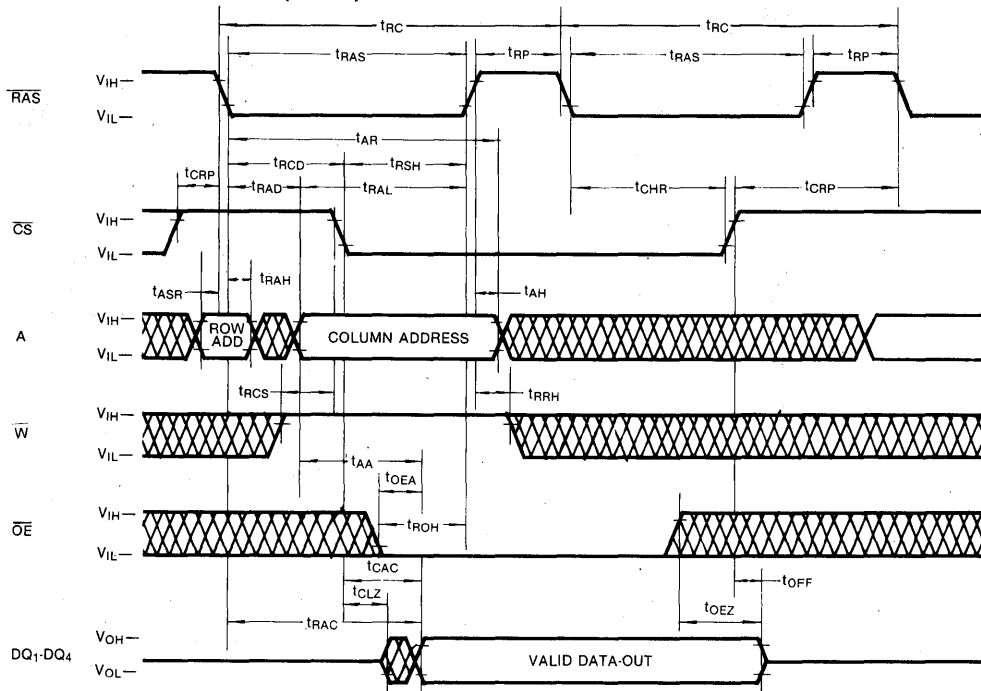 tRC tRC
tRAS tRP tRAS tRP
RAS VIH
VIL
tAR
tRCD tRSH
tCRP tRAD tRAL tCHR tCRP
CS VIH
VIL
tASR tRAH tAH
A VIH
VIL
ROW ADD COLUMN ADDRESS
tRCS tRRH
W VIH
VIL
tAA
tOEA
OE VIH
VIL
tROH
tCAC tOFF
tCLZ tOEZ
tRAC
DQ1-DQ4 VOH
VOL
VALID DATA-OUT